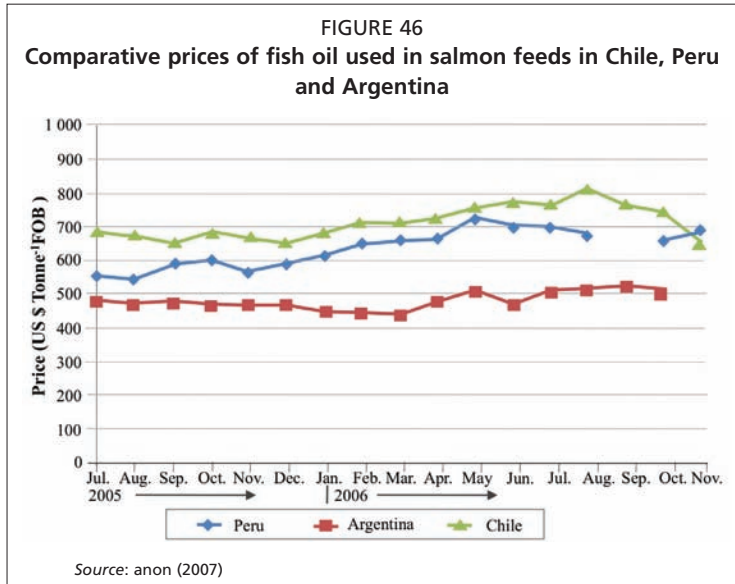 FIGURE 46
Comparative prices of fish oil used in salmon feeds in Chile, Peru
and Argentina
Price (US $ Tonne⁻¹FOB )
1 000
900
800
700
600
500
400
300
200
100
0
Jul. Aug. Sep. Oct. Nov. Dec. Jan. Feb. Mar. Apr. May Jun. Jul. Aug. Sep. Oct. Nov.
2005 2006
Peru Argentina Chile
Source: anon (2007)